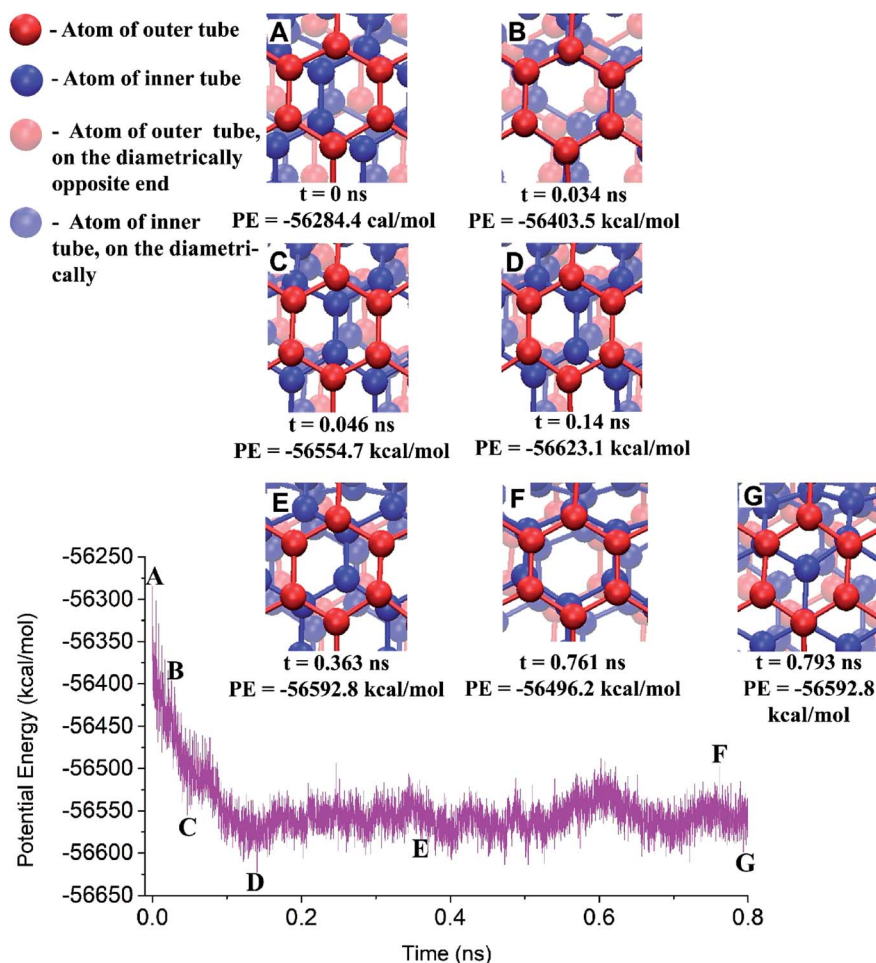 - Atom of outer tube
- Atom of inner tube
- Atom of outer tube,
on the diametrically
opposite end
- Atom of inner
tube, on the diametri-
cally
A
t = 0 ns
PE = -56284.4 cal/mol
B
t = 0.034 ns
PE = -56403.5 kcal/mol
C
t = 0.046 ns
PE = -56554.7 kcal/mol
D
t = 0.14 ns
PE = -56623.1 kcal/mol
E
t = 0.363 ns
PE = -56592.8 kcal/mol
F
t = 0.761 ns
PE = -56496.2 kcal/mol
G
t = 0.793 ns
PE = -56592.8
kcal/mol
Potential Energy (kcal/mol)
-56250
-56300
-56350
-56400
-56450
-56500
-56550
-56600
-56650
A
B
C
D
E
F
G
0.0
0.2
0.4
0.6
0.8
Time (ns)